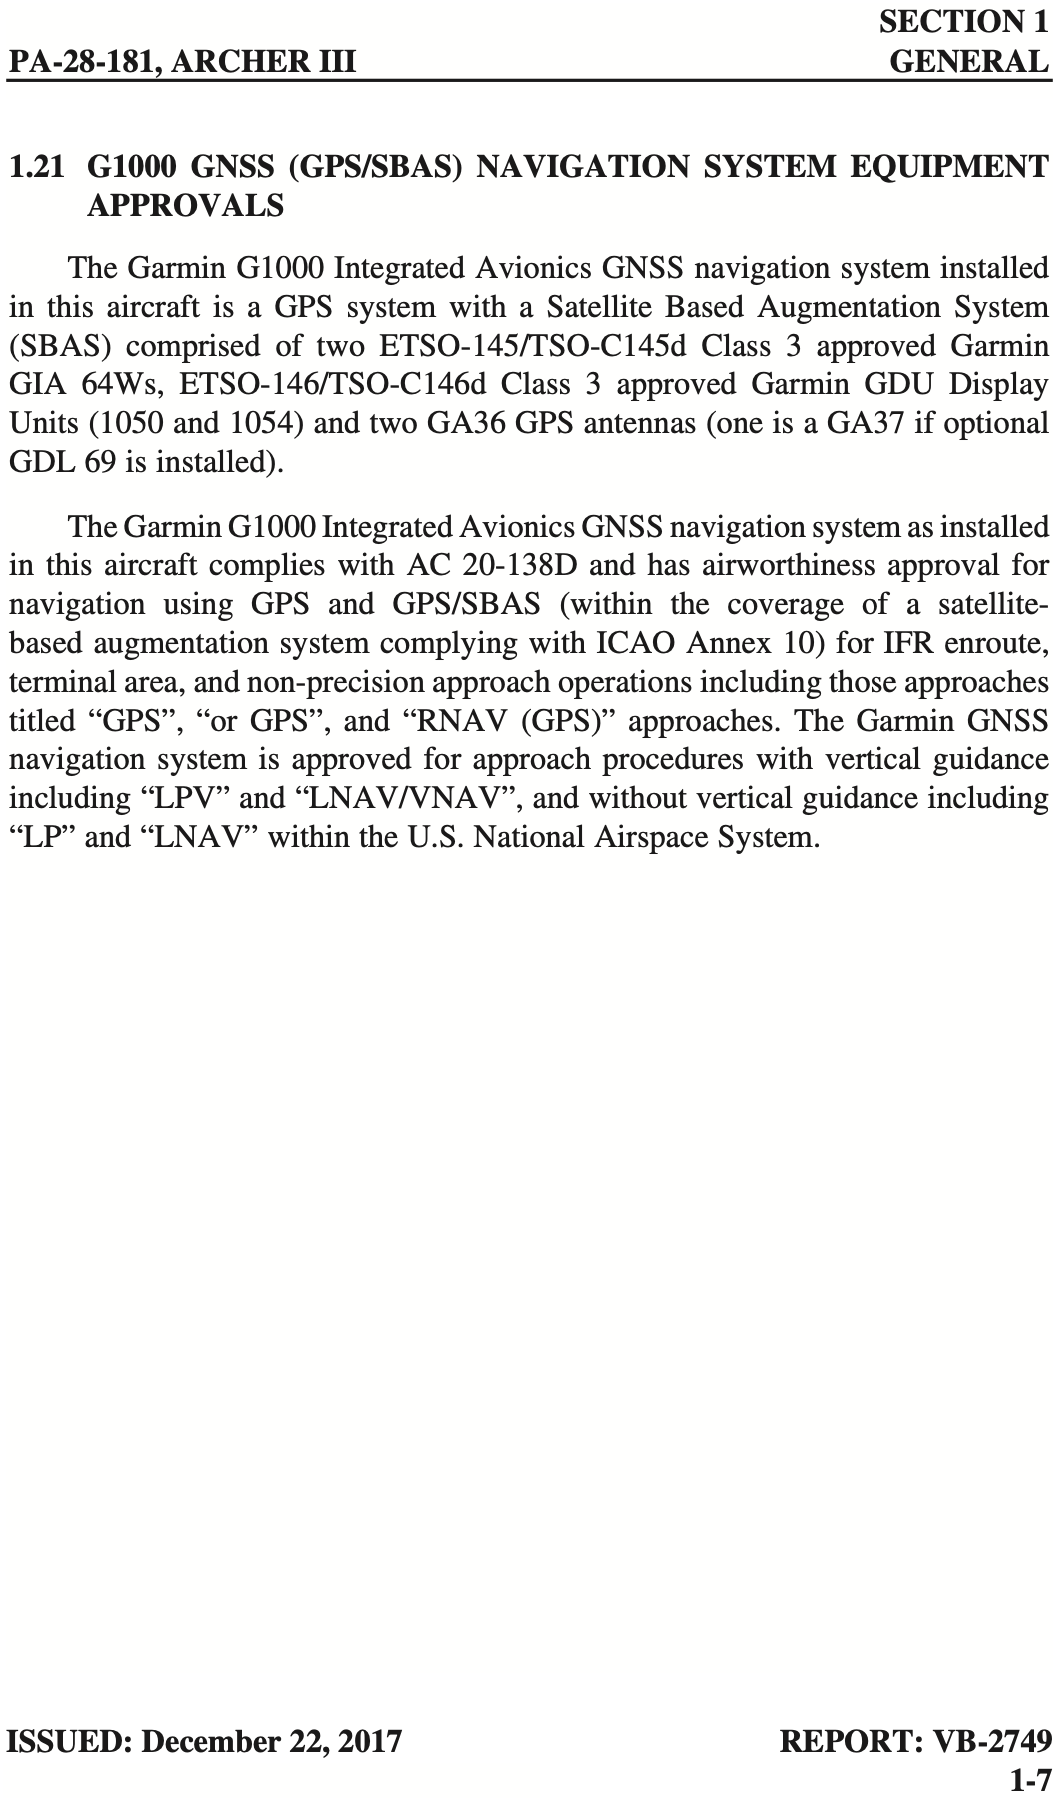 SECTION 1
PA-28-181, ARCHER III GENERAL
1.21 G1000 GNSS (GPS/SBAS) NAVIGATION SYSTEM EQUIPMENT
APPROVALS
The Garmin G1000 Integrated Avionics GNSS navigation system installed
in this aircraft is a GPS system with a Satellite Based Augmentation System
(SBAS) comprised of two ETSO-145/TSO-C145d Class 3 approved Garmin
GIA 64Ws, ETSO-146/TSO-C146d Class 3 approved Garmin GDU Display
Units (1050 and 1054) and two GA36 GPS antennas (one is a GA37 if optional
GDL 69 is installed).
The Garmin G1000 Integrated Avionics GNSS navigation system as installed
in this aircraft complies with AC 20-138D and has airworthiness approval for
navigation using GPS and GPS/SBAS (within the coverage of a satellite-
based augmentation system complying with ICAO Annex 10) for IFR enroute,
terminal area, and non-precision approach operations including those approaches
titled “GPS”, “or GPS”, and “RNAV (GPS)” approaches. The Garmin GNSS
navigation system is approved for approach procedures with vertical guidance
including “LPV” and “LNAV/VNAV”, and without vertical guidance including
“LP” and “LNAV” within the U.S. National Airspace System.
ISSUED: December 22, 2017 REPORT: VB-2749
1-7